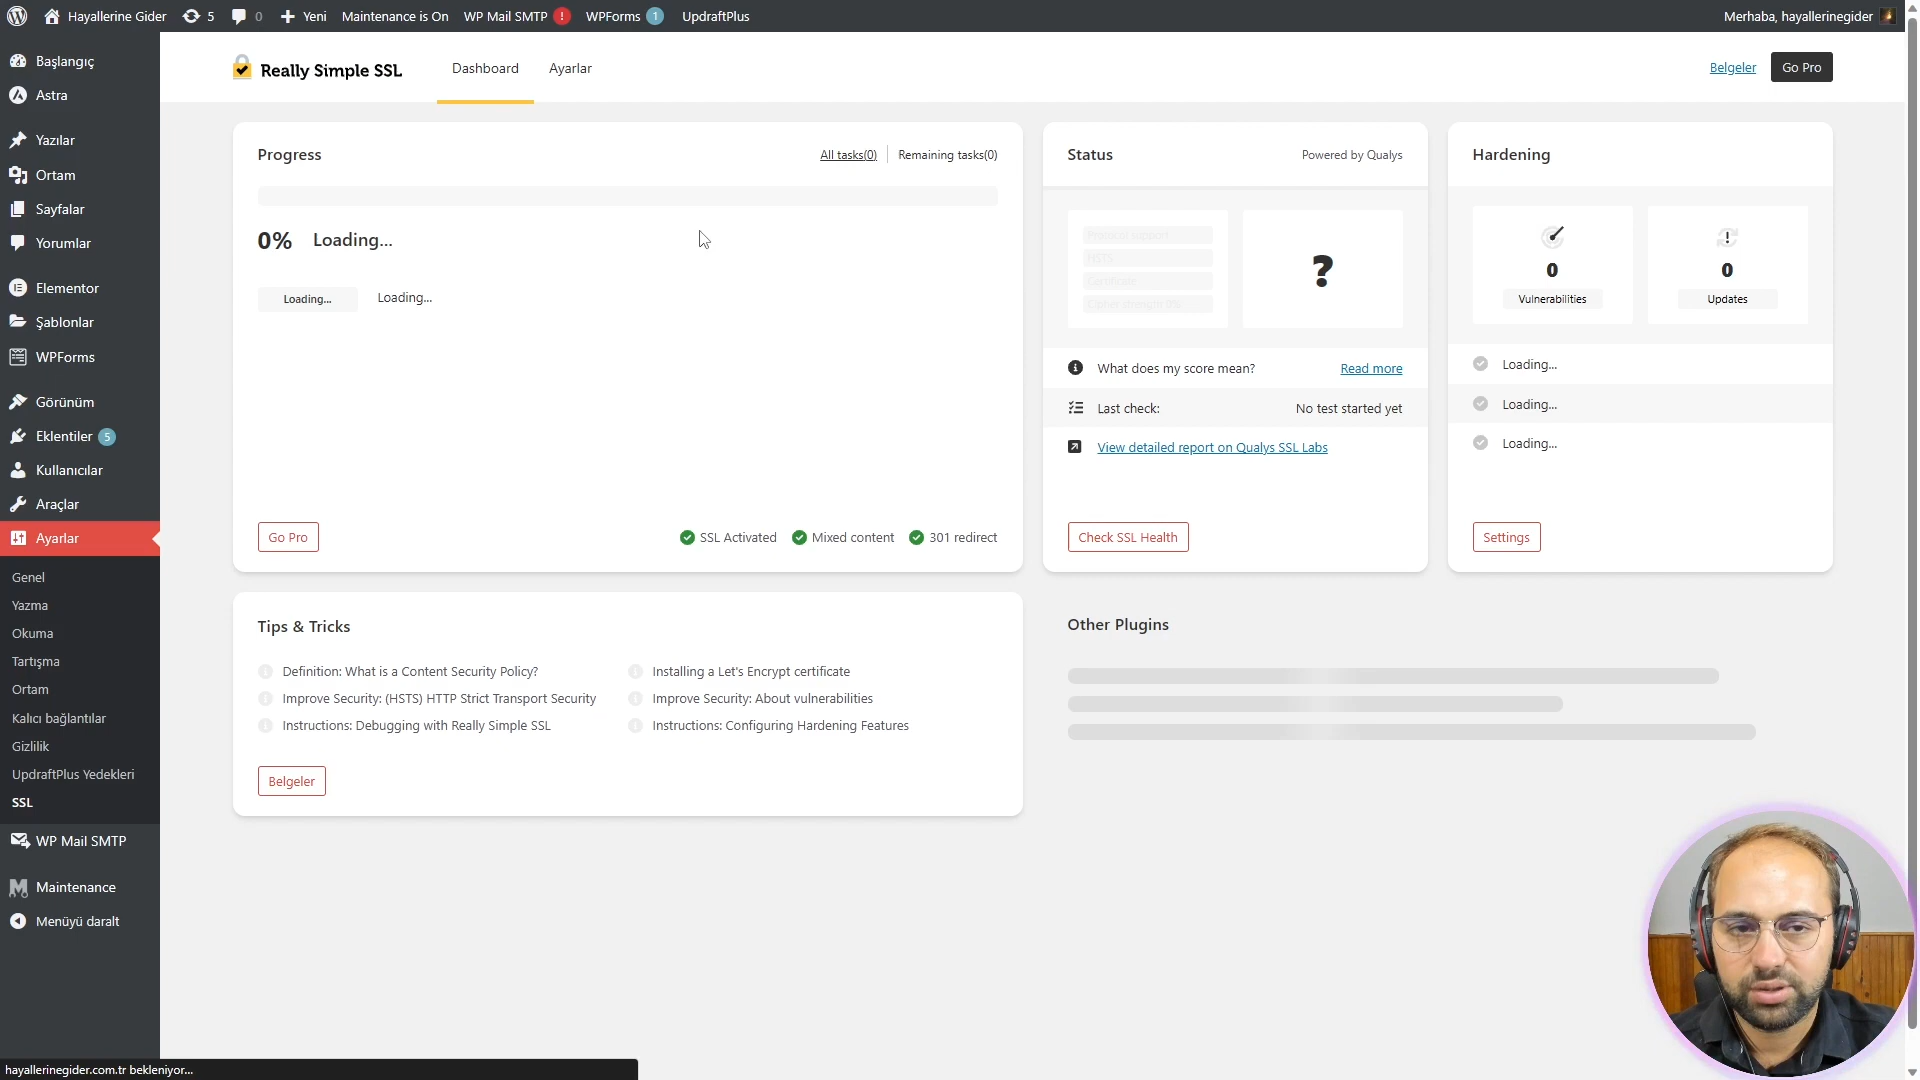 Hayallerine Gider 5 0 Yeni Maintenance is On WP Mail SMTP ! WPForms 1 UpdraftPlus Merhaba, hayallerinegider
Başlangıç
Astra
Yazılar
Ortam
Sayfalar
Yorumlar
Elementor
Şablonlar
WPForms
Görünüm
Eklentiler 5
Kullanıcılar
Araçlar
Ayarlar
Genel
Yazma
Okuma
Tartışma
Ortam
Kalıcı bağlantılar
Gizlilik
UpdraftPlus Yedekleri
SSL
WP Mail SMTP
Maintenance
Menüyü daralt
Really Simple SSL Dashboard Ayarlar Belgeler Go Pro
Progress All tasks(0) Remaining tasks(0)
0% Loading...
Loading... Loading...
Go Pro SSL Activated Mixed content 301 redirect
Status Powered by Qualys
Protocol support
HSTS
Certificate
Cipher strength 0%
?
What does my score mean? Read more
Last check: No test started yet
View detailed report on Qualys SSL Labs
Check SSL Health
Hardening
0 0
Vulnerabilities Updates
Loading...
Loading...
Loading...
Settings
Tips & Tricks
Definition: What is a Content Security Policy? Installing a Let's Encrypt certificate
Improve Security: (HSTS) HTTP Strict Transport Security Improve Security: About vulnerabilities
Instructions: Debugging with Really Simple SSL Instructions: Configuring Hardening Features
Belgeler
Other Plugins
hayallerinegider.com.tr bekleniyor...